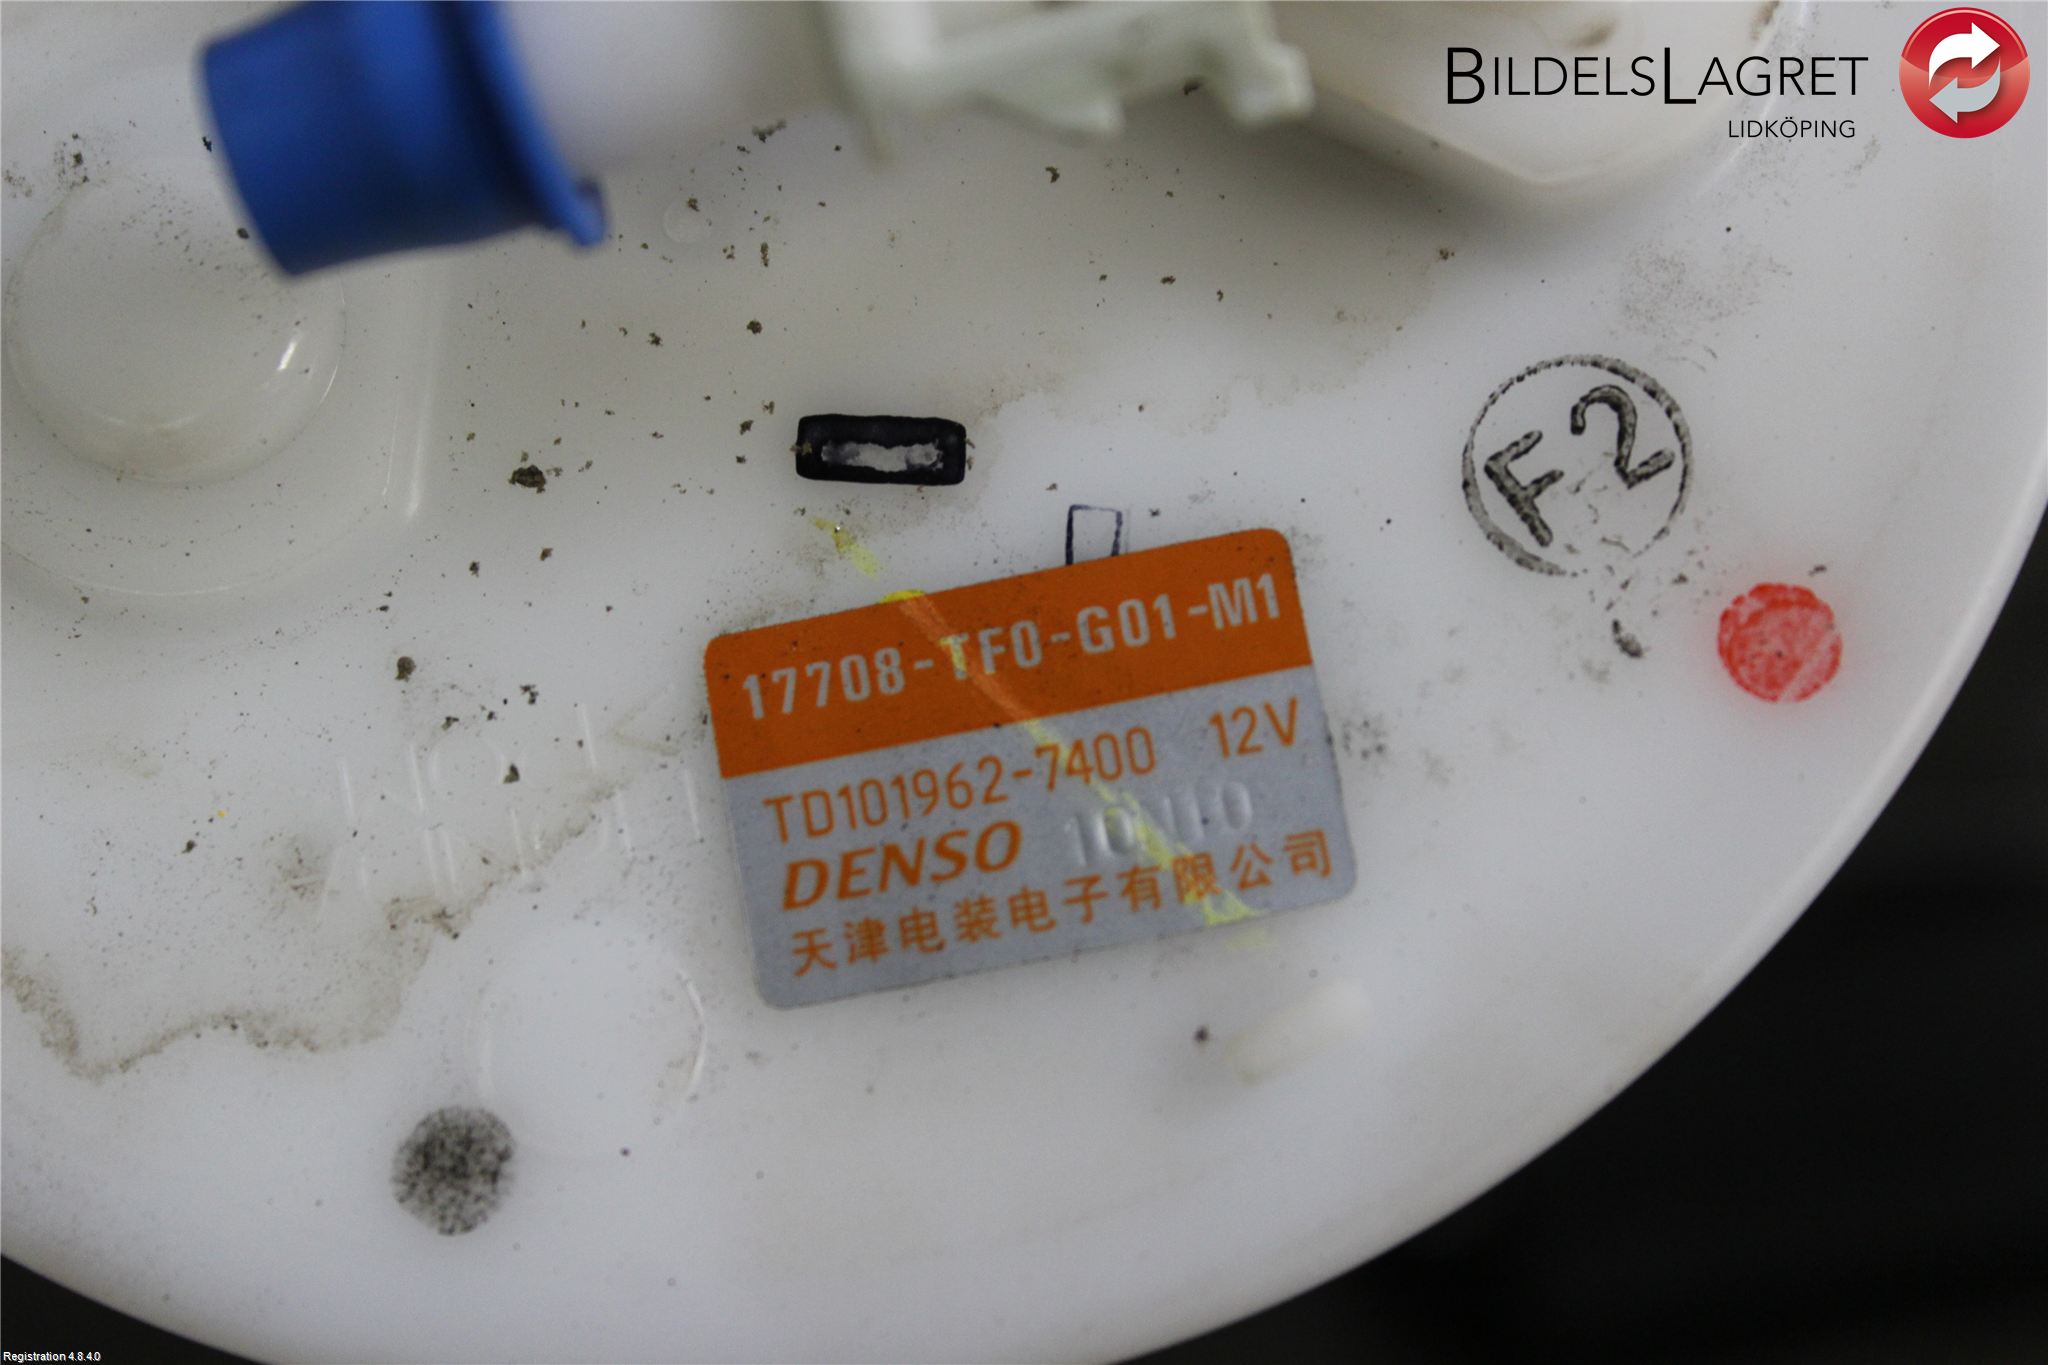 BILDELSLAGRET
LIDKÖPING
F2
17708-TF0-G01-M1
TD101962-7400 12V
DENSO
天津电装电子有限公司
Registration 4.8.4.0